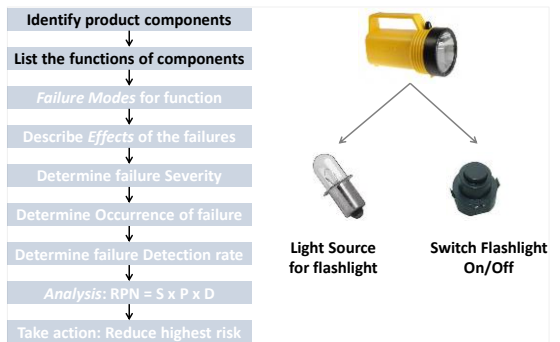 Identify product components
List the functions of components
Failure Modes for function
Describe Effects of the failures
Determine failure Severity
Determine Occurrence of failure
Determine failure Detection rate
Analysis: RPN = S x P x D
Take action: Reduce highest risk
Light Source
for flashlight
Switch Flashlight
On/Off